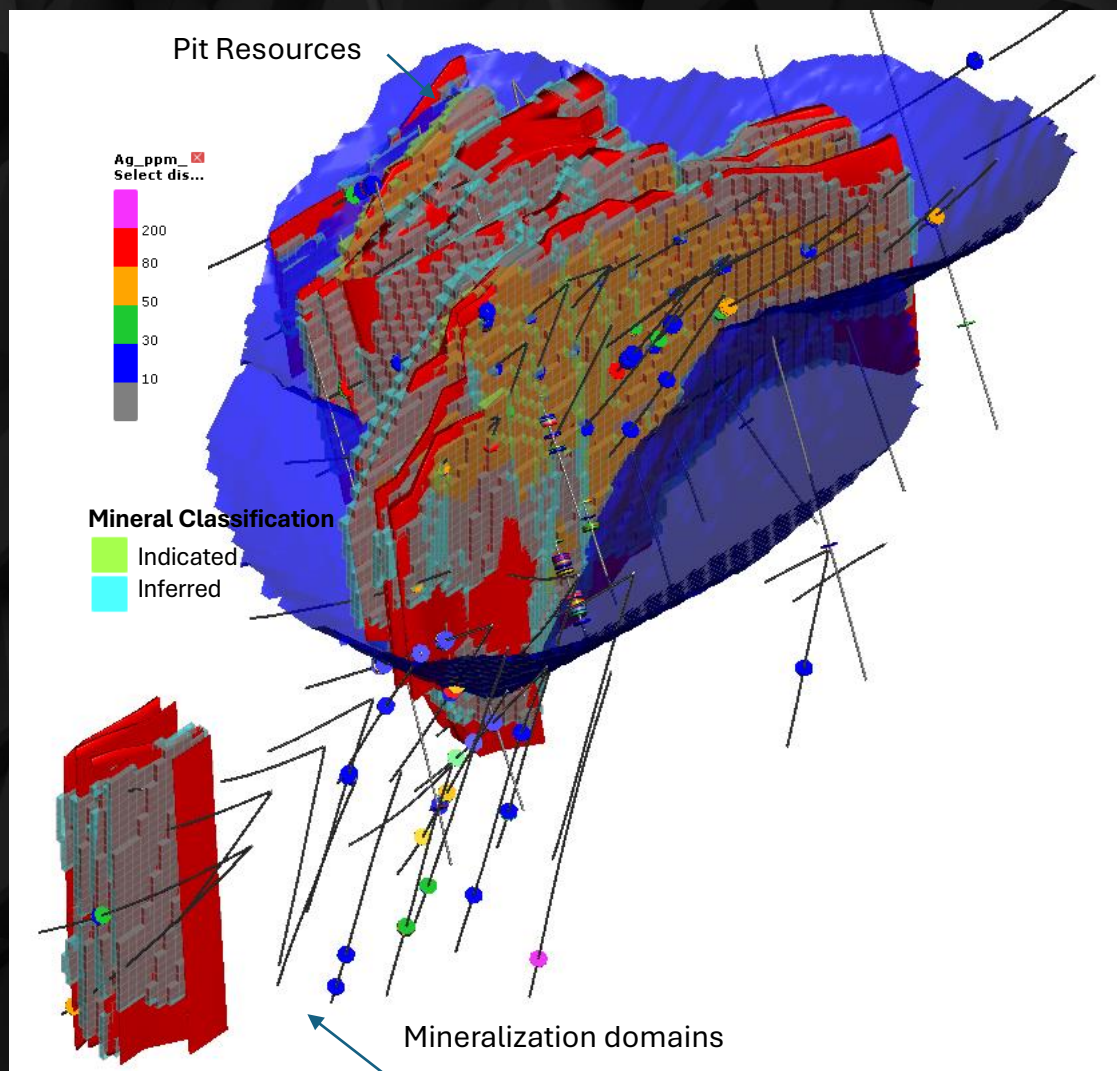 Pit Resources
Ag_ppm_
Select dis...
200
80
50
30
10
Mineral Classification
Indicated
Inferred
Mineralization domains